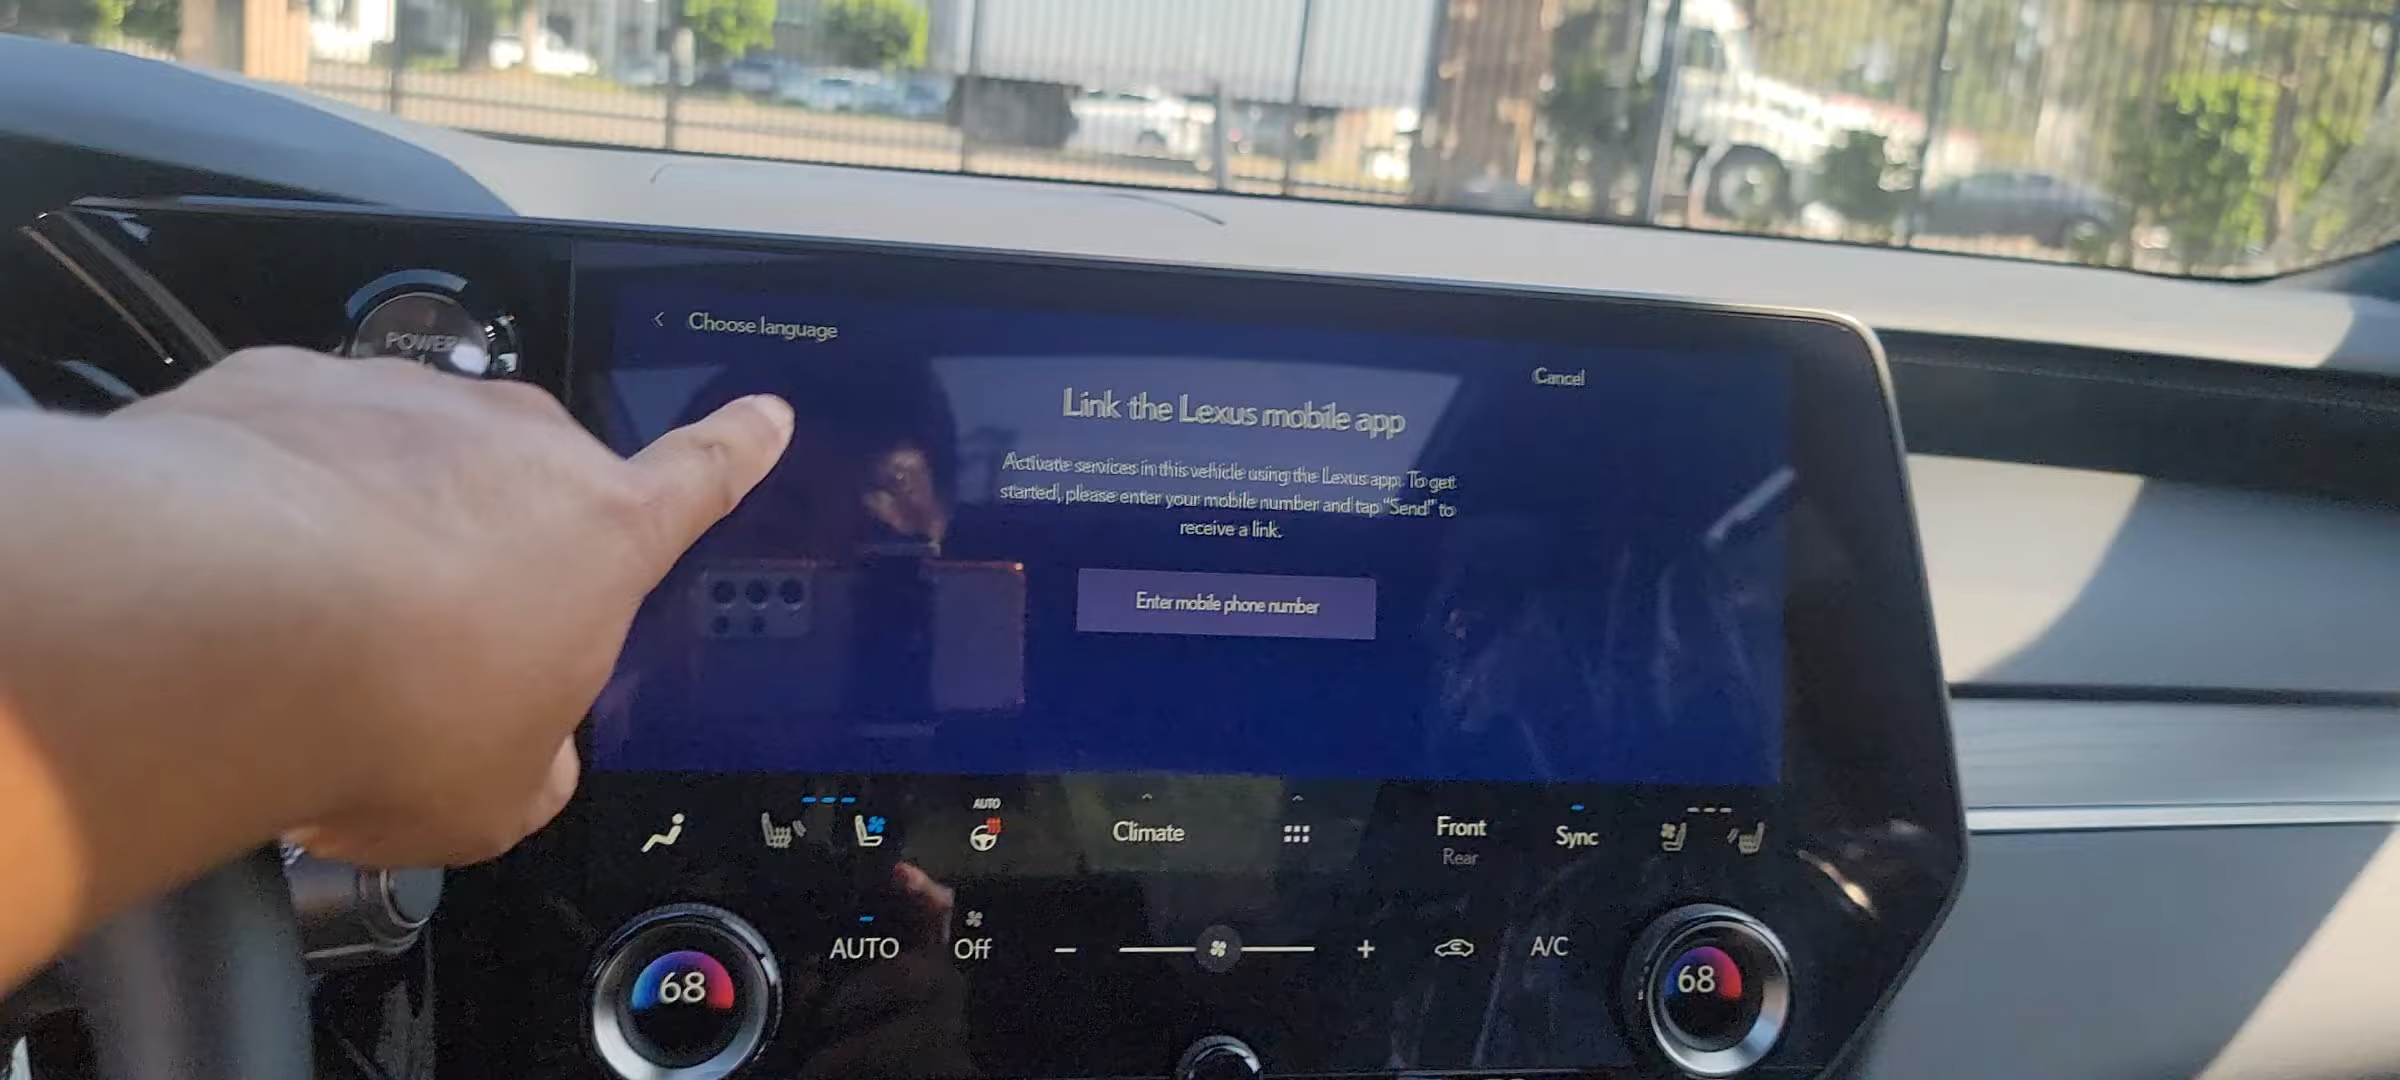 POWER
Choose language
Cancel
Link the Lexus mobile app
Activate services in this vehicle using the Lexus app. To get
started, please enter your mobile number and tap "Send" to
receive a link.
Enter mobile phone number
AUTO
Climate
Front
Rear
Sync
68
AUTO
Off
A/C
68